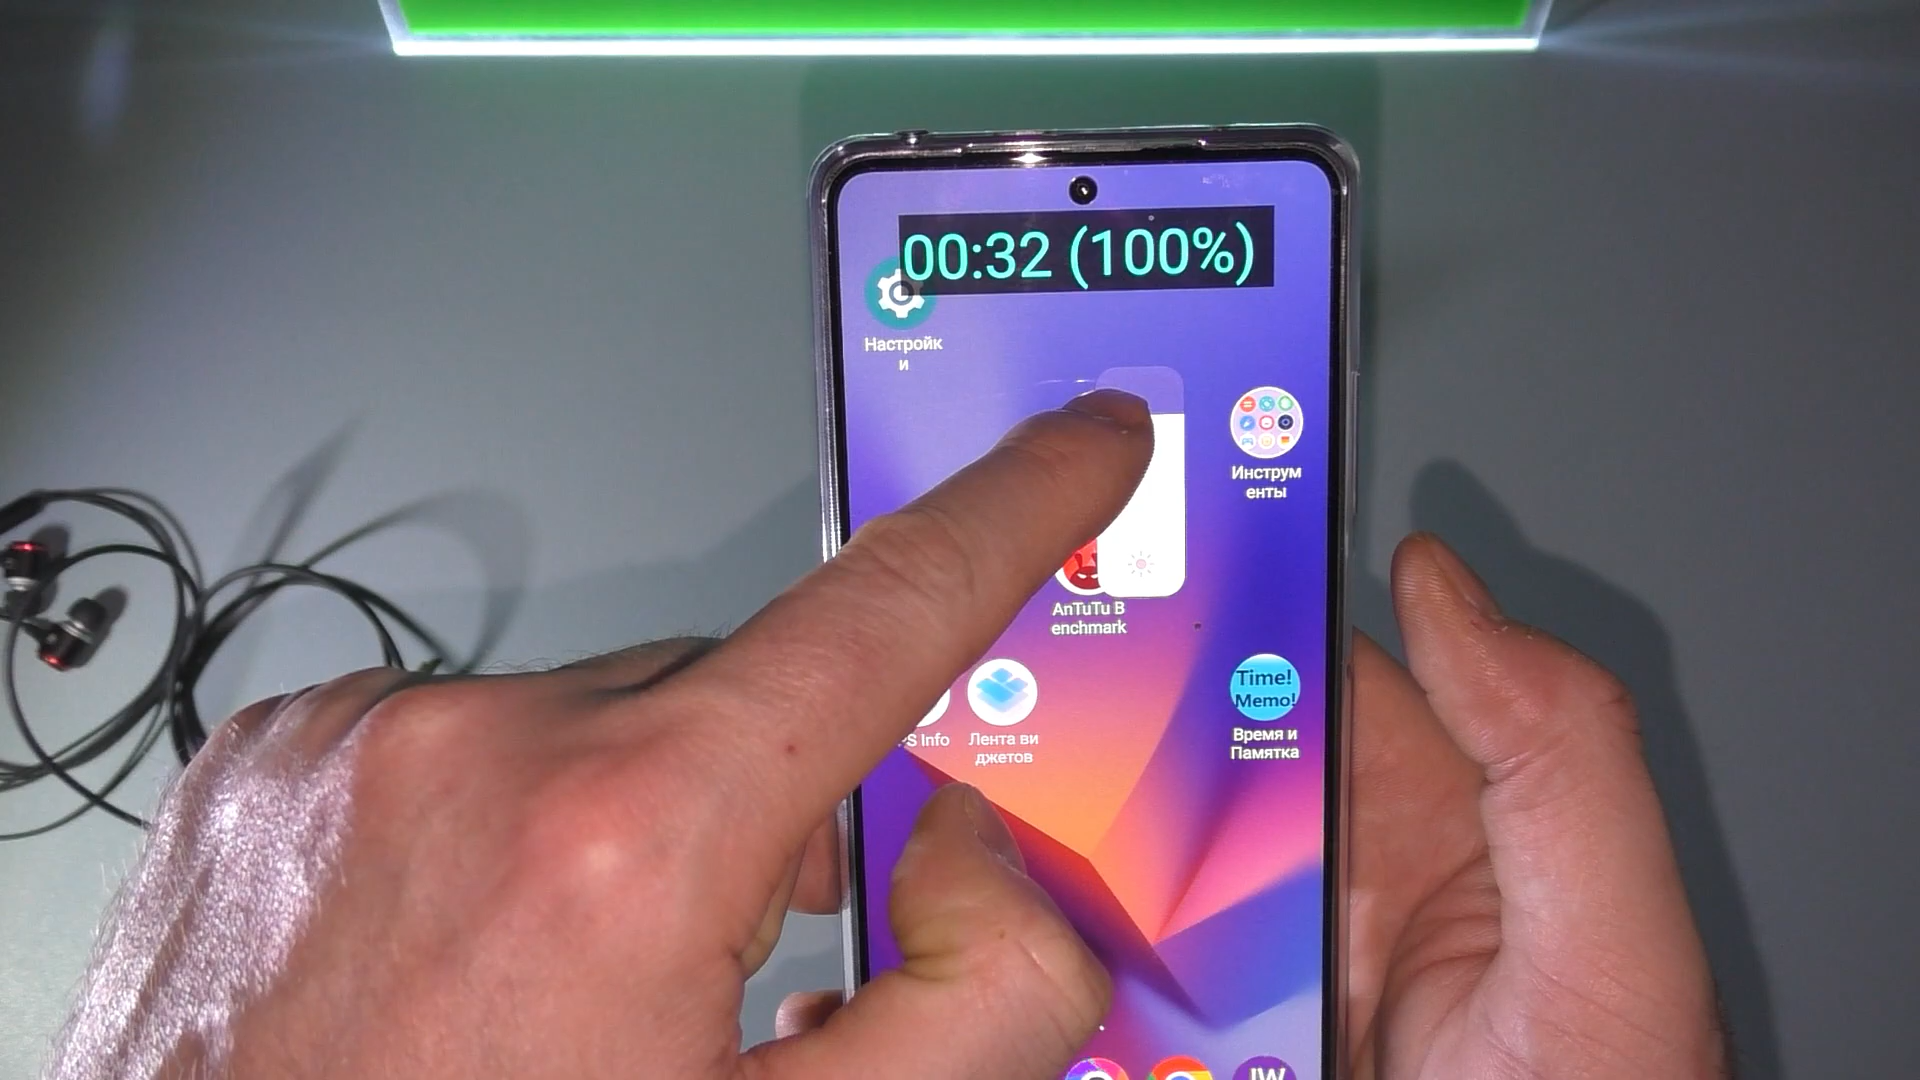 00:32 (100%)
Настройк
и
Инструм
енты
AnTuTu B
enchmark
Time!
Memo!
S Info
Лента ви
джетов
Время и
Памятка